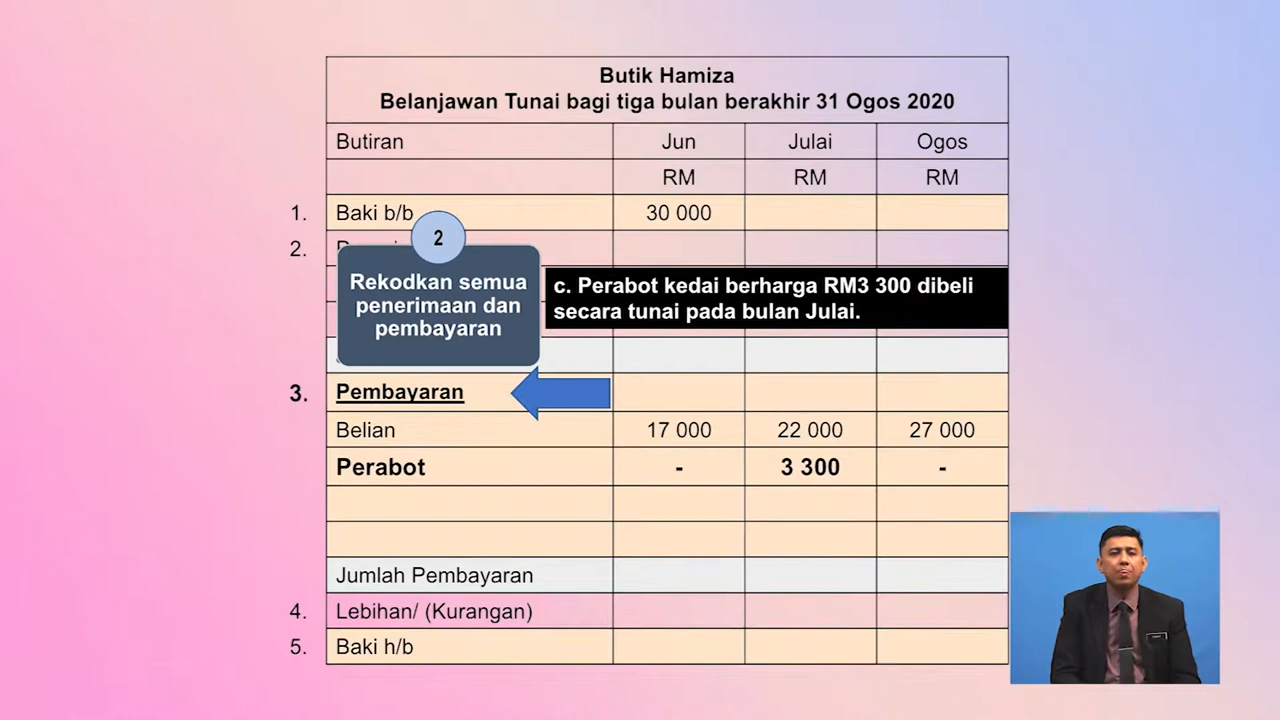 Butik Hamiza
Belanjawan Tunai bagi tiga bulan berakhir 31 Ogos 2020
Butiran Jun Julai Ogos
RM RM RM
1. Baki b/b 30 000
2.
2
Rekodkan semua
penerimaan dan
pembayaran
c. Perabot kedai berharga RM3 300 dibeli
secara tunai pada bulan Julai.
3. Pembayaran
Belian 17 000 22 000 27 000
Perabot - 3 300 -
Jumlah Pembayaran
4. Lebihan/ (Kurangan)
5. Baki h/b